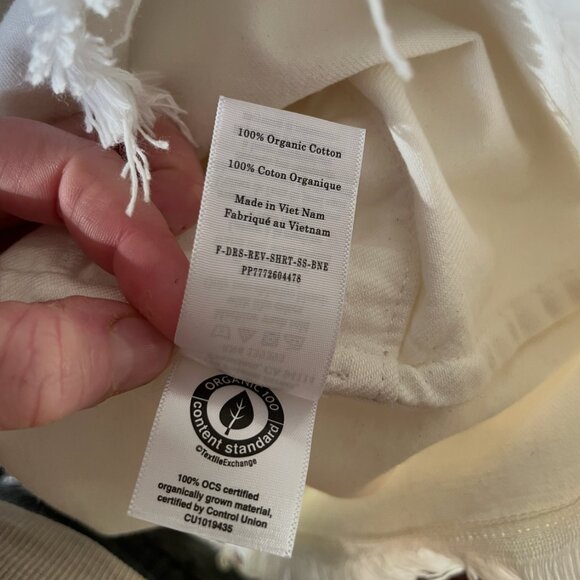 100% Organic Cotton
100% Coton Organique
Made in Viet Nam
Fabriqué au Vietnam
F-DRS-REV-SHRT-SS-BNE
PP7772604478
ORGANIC 100
content standard
©TextileExchange
100% OCS certified
organically grown material,
certified by Control Union
CU1019435